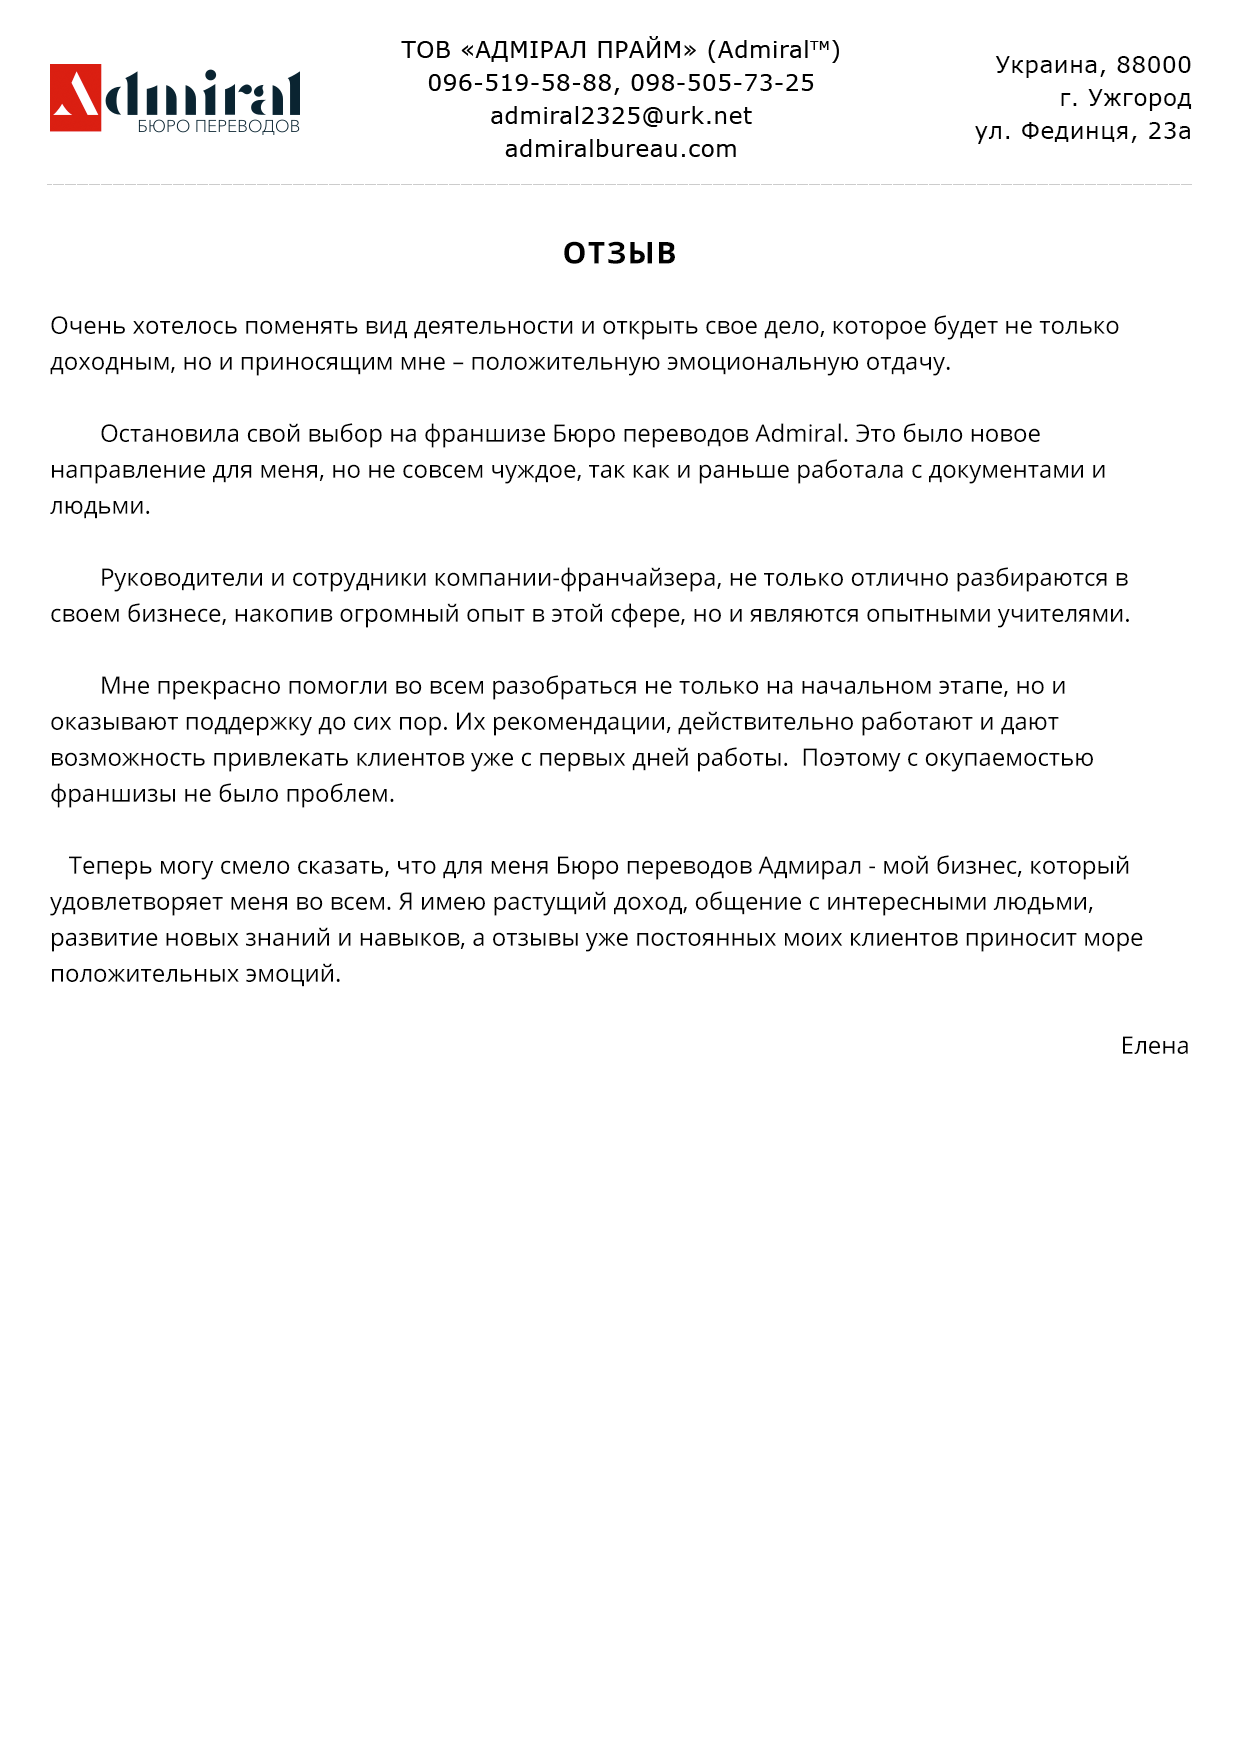 Admiral
БЮРО ПЕРЕВОДОВ
ТОВ «АДМІРАЛ ПРАЙМ» (Admiral™)
096-519-58-88, 098-505-73-25
admiral2325@urk.net
admiralbureau.com
Украина, 88000
г. Ужгород
ул. Фединця, 23а
ОТЗЫВ
Очень хотелось поменять вид деятельности и открыть свое дело, которое будет не только
доходным, но и приносящим мне – положительную эмоциональную отдачу.
Остановила свой выбор на франшизе Бюро переводов Admiral. Это было новое
направление для меня, но не совсем чуждое, так как и раньше работала с документами и
людьми.
Руководители и сотрудники компании-франчайзера, не только отлично разбираются в
своем бизнесе, накопив огромный опыт в этой сфере, но и являются опытными учителями.
Мне прекрасно помогли во всем разобраться не только на начальном этапе, но и
оказывают поддержку до сих пор. Их рекомендации, действительно работают и дают
возможность привлекать клиентов уже с первых дней работы.  Поэтому с окупаемостью
франшизы не было проблем.
Теперь могу смело сказать, что для меня Бюро переводов Адмирал - мой бизнес, который
удовлетворяет меня во всем. Я имею растущий доход, общение с интересными людьми,
развитие новых знаний и навыков, а отзывы уже постоянных моих клиентов приносит море
положительных эмоций.
Елена